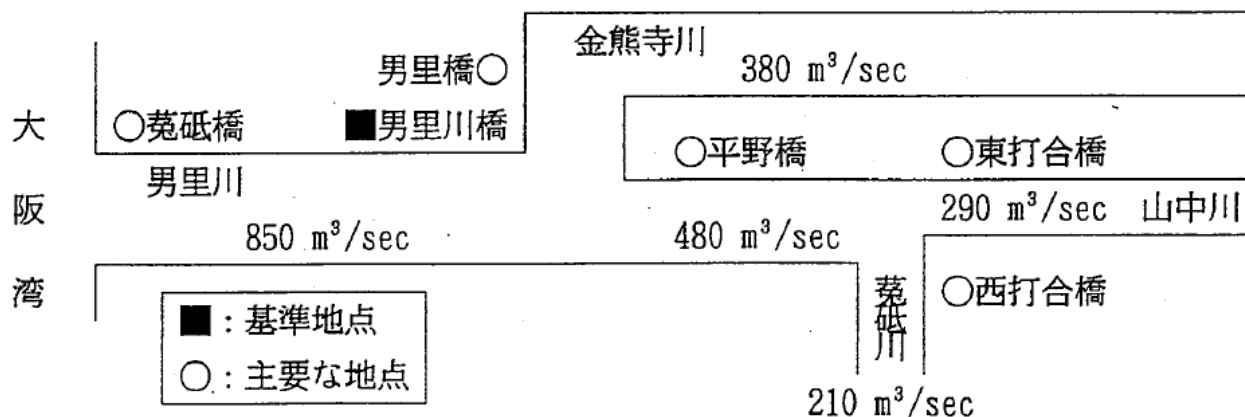 金熊寺川
380 m³/sec
男里橋○
大阪湾
○菟砥橋
■男里川橋
○平野橋
○東打合橋
男里川
290 m³/sec
山中川
850 m³/sec
480 m³/sec
菟砥川
○西打合橋
■：基準地点
○：主要な地点
210 m³/sec